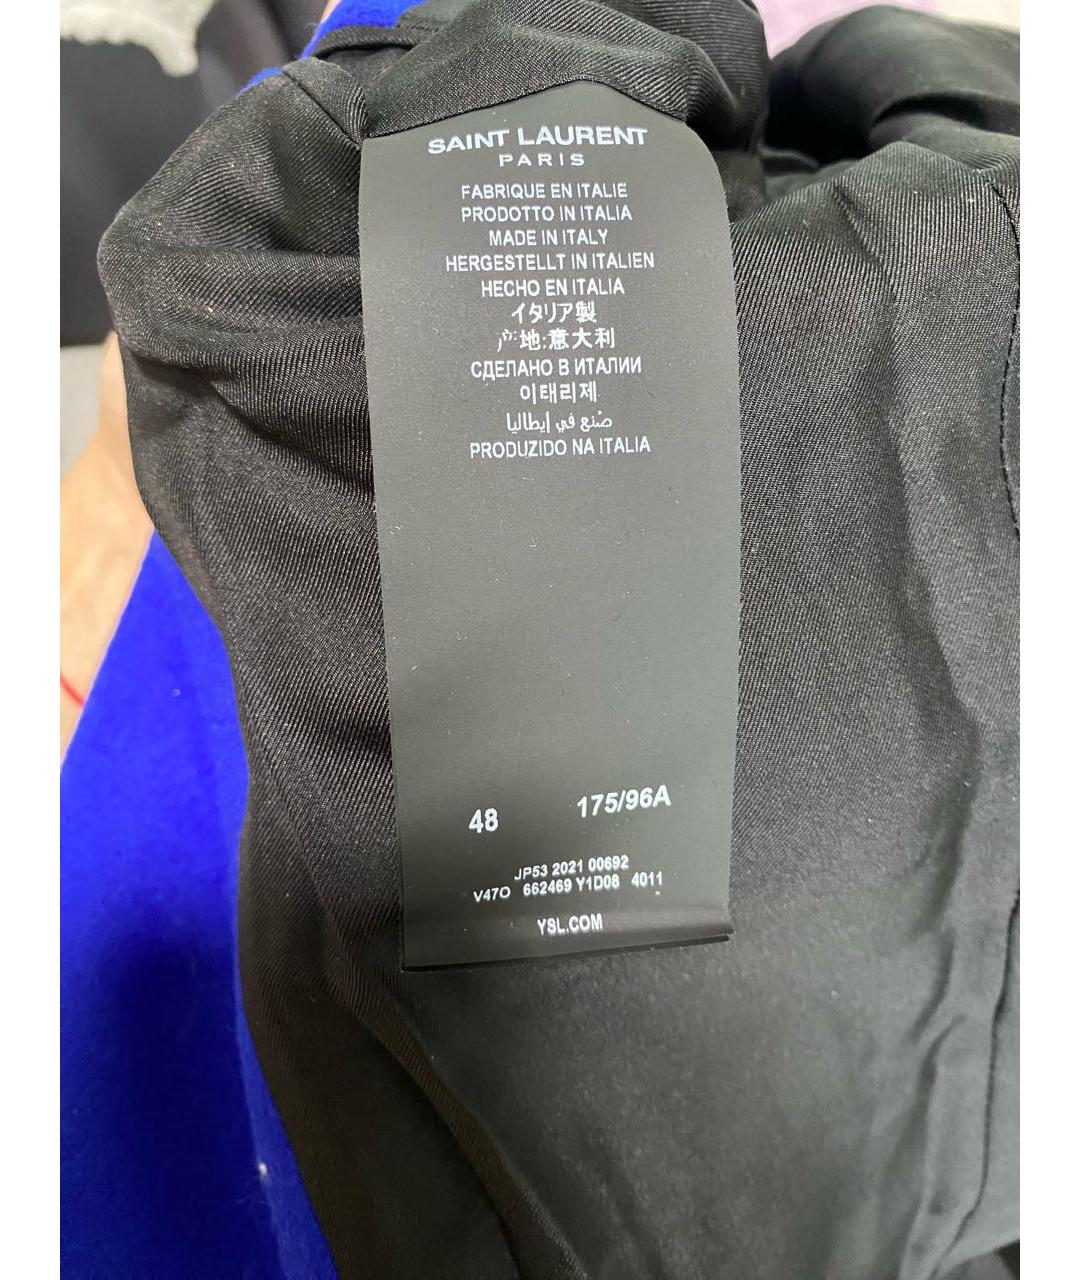 SAINT LAURENT
PARIS
FABRIQUE EN ITALIE
PRODOTTO IN ITALIA
MADE IN ITALY
HERGESTELLT IN ITALIEN
HECHO EN ITALIA
イタリア製
产地:意大利
СДЕЛАНО В ИТАЛИИ
이태리제
صُنع في إيطاليا
PRODUZIDO NA ITALIA
48 175/96A
JP53 2021 00692
V47O 662469 Y1D08 4011
YSL.COM